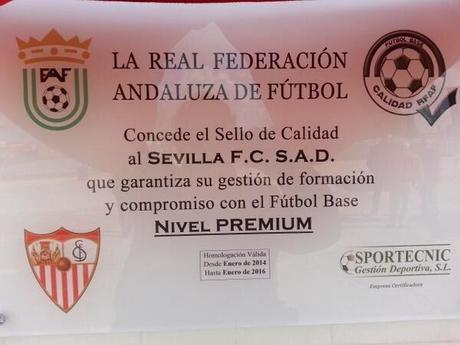 LA REAL FEDERACIÓN
ANDALUZA DE FÚTBOL
FAF
FUTBOL BASE
CALIDAD RFAF
Concede el Sello de Calidad
al SEVILLA F.C. S.A.D.
que garantiza su gestión de formación
y compromiso con el Fútbol Base
NIVEL PREMIUM
Homologación Válida
Desde Enero de 2014
Hasta Enero de 2016
SPORTECNIC
Gestión Deportiva, S.L.
Empresa Certificadora